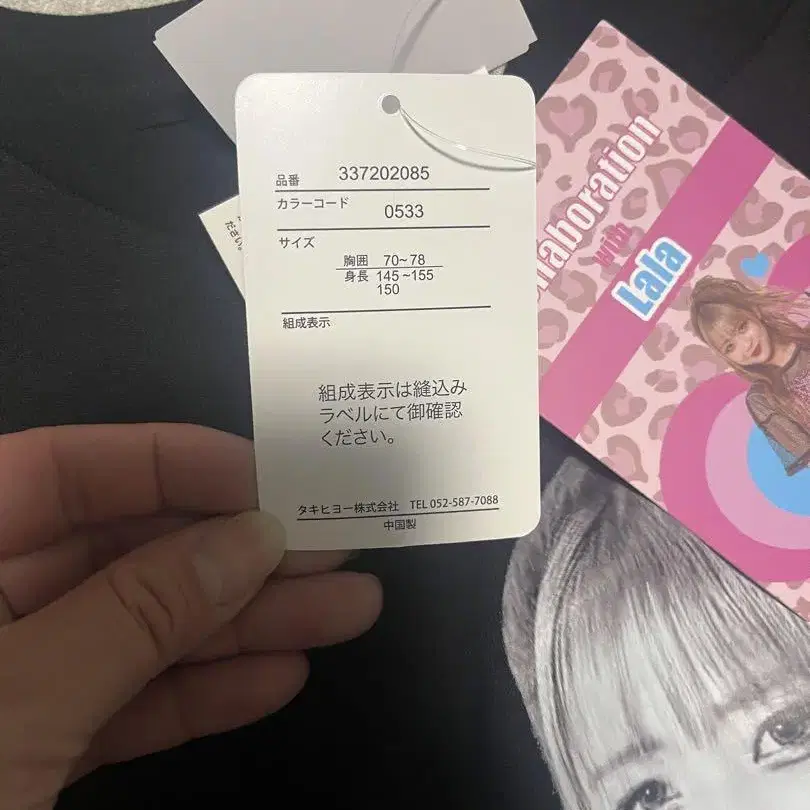 品番 337202085
カラーコード 0533
サイズ
胸囲 70~78
身長 145~155
150
組成表示
組成表示は縫込み
ラベルにて御確認
ください。
タキヒヨー株式会社 TEL 052-587-7088
中国製
ださい。
with
Lala